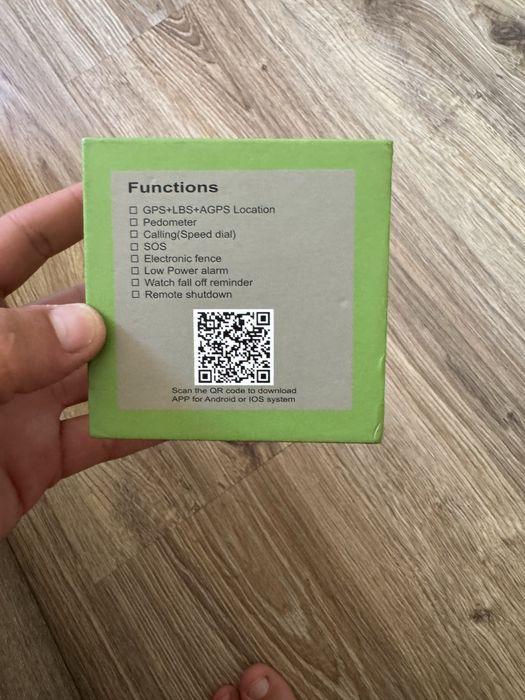 Functions
GPS+LBS+AGPS Location
Pedometer
Calling(Speed dial)
SOS
Electronic fence
Low Power alarm
Watch fall off reminder
Remote shutdown
Scan the QR code to download
APP for Android or IOS system